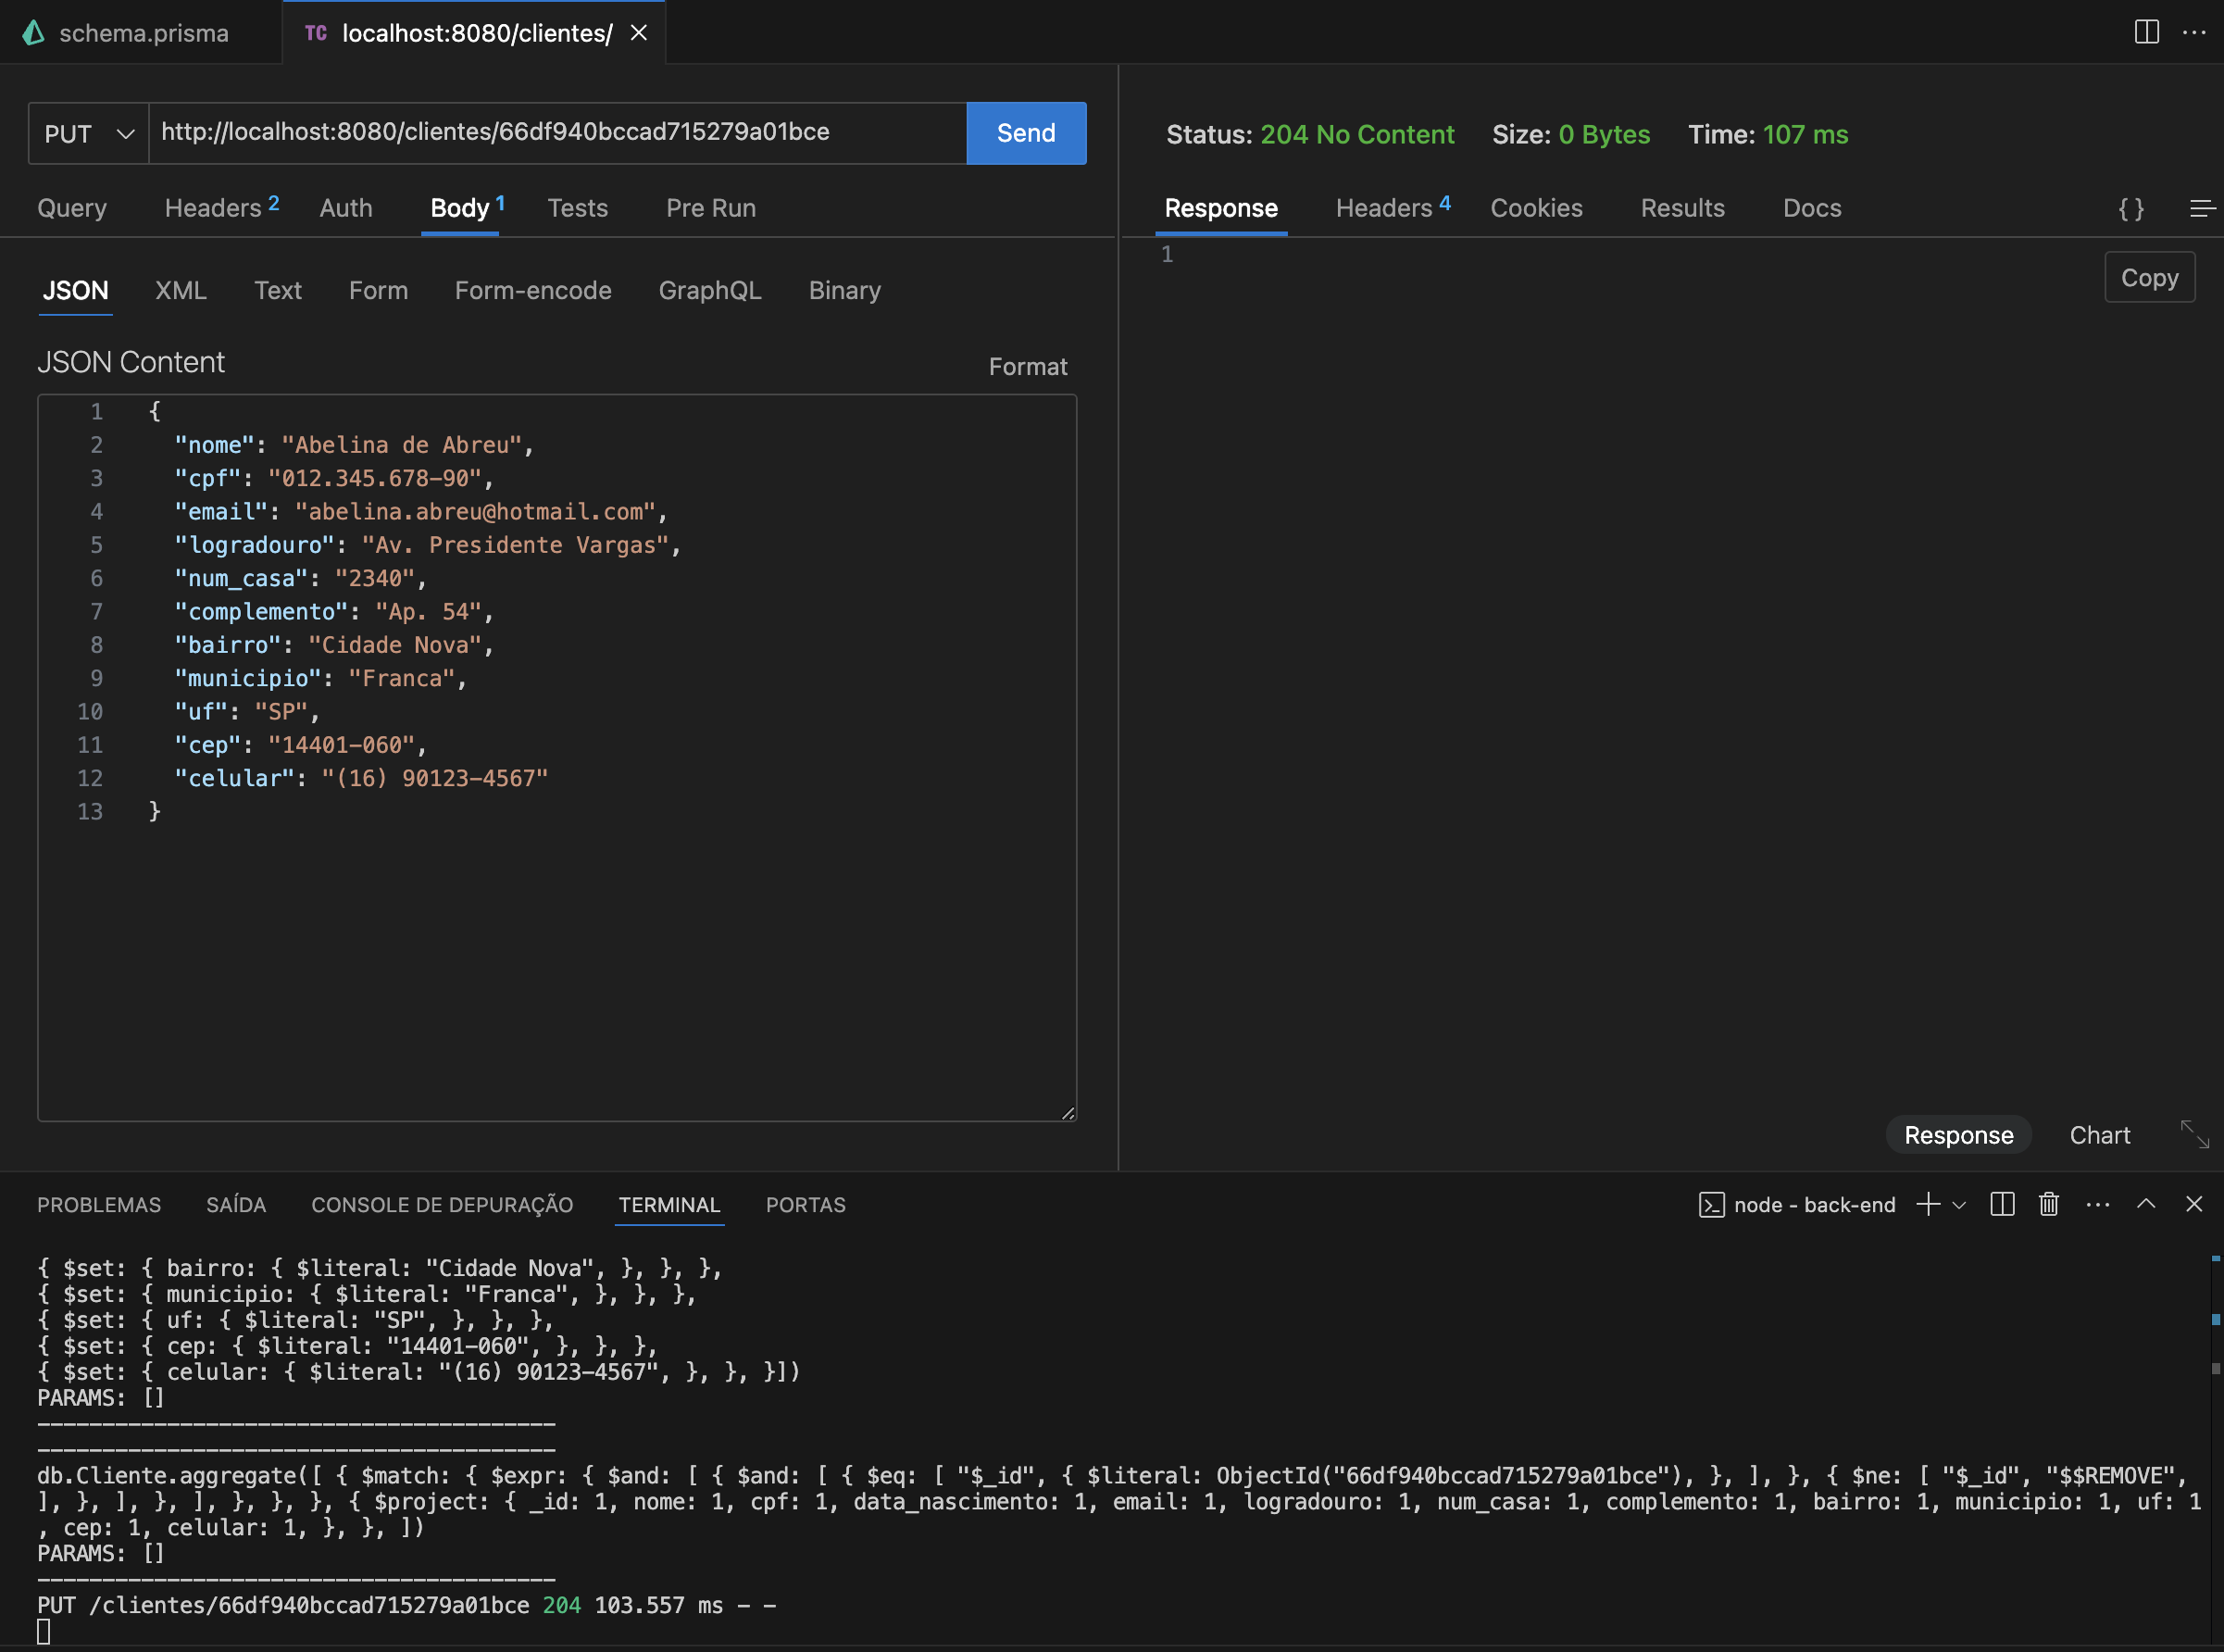 schema.prisma
TC localhost:8080/clientes/
PUT http://localhost:8080/clientes/66df940bccad715279a01bce Send
Status: 204 No Content Size: 0 Bytes Time: 107 ms
Query Headers 2 Auth Body 1 Tests Pre Run
Response Headers 4 Cookies Results Docs {}
1
Copy
JSON XML Text Form Form-encode GraphQL Binary
JSON Content Format
1 {
2 "nome": "Abelina de Abreu",
3 "cpf": "012.345.678-90",
4 "email": "abelina.abreu@hotmail.com",
5 "logradouro": "Av. Presidente Vargas",
6 "num_casa": "2340",
7 "complemento": "Ap. 54",
8 "bairro": "Cidade Nova",
9 "municipio": "Franca",
10 "uf": "SP",
11 "cep": "14401-060",
12 "celular": "(16) 90123-4567"
13 }
Response Chart
PROBLEMAS SAÍDA CONSOLE DE DEPURAÇÃO TERMINAL PORTAS
node - back-end
{ $set: { bairro: { $literal: "Cidade Nova", }, }, },
{ $set: { municipio: { $literal: "Franca", }, }, },
{ $set: { uf: { $literal: "SP", }, }, },
{ $set: { cep: { $literal: "14401-060", }, }, },
{ $set: { celular: { $literal: "(16) 90123-4567", }, }, }])
PARAMS: []
----------------------------------------
----------------------------------------
db.Cliente.aggregate([ { $match: { $expr: { $and: [ { $and: [ { $eq: [ "$_id", { $literal: ObjectId("66df940bccad715279a01bce"), }, ], }, { $ne: [ "$_id", "$$REMOVE",
], }, ], }, ], }, }, }, { $project: { _id: 1, nome: 1, cpf: 1, data_nascimento: 1, email: 1, logradouro: 1, num_casa: 1, complemento: 1, bairro: 1, municipio: 1, uf: 1
, cep: 1, celular: 1, }, }, ])
PARAMS: []
----------------------------------------
PUT /clientes/66df940bccad715279a01bce 204 103.557 ms - -